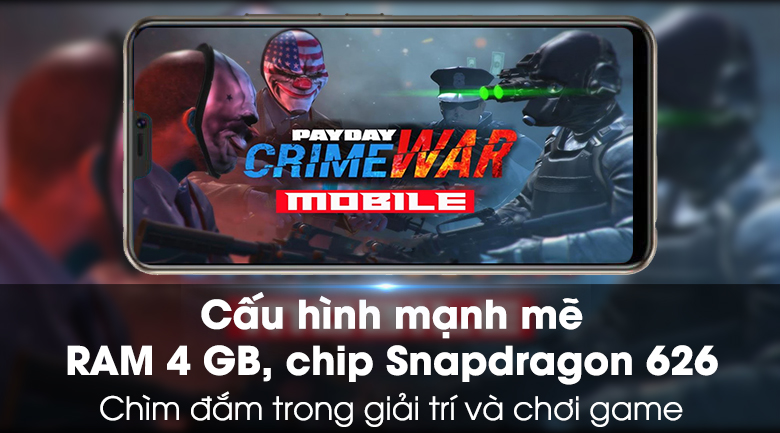 PAYDAY
CRIMEWAR
MOBILE
Cấu hình mạnh mẽ
RAM 4 GB, chip Snapdragon 626
Chìm đắm trong giải trí và chơi game